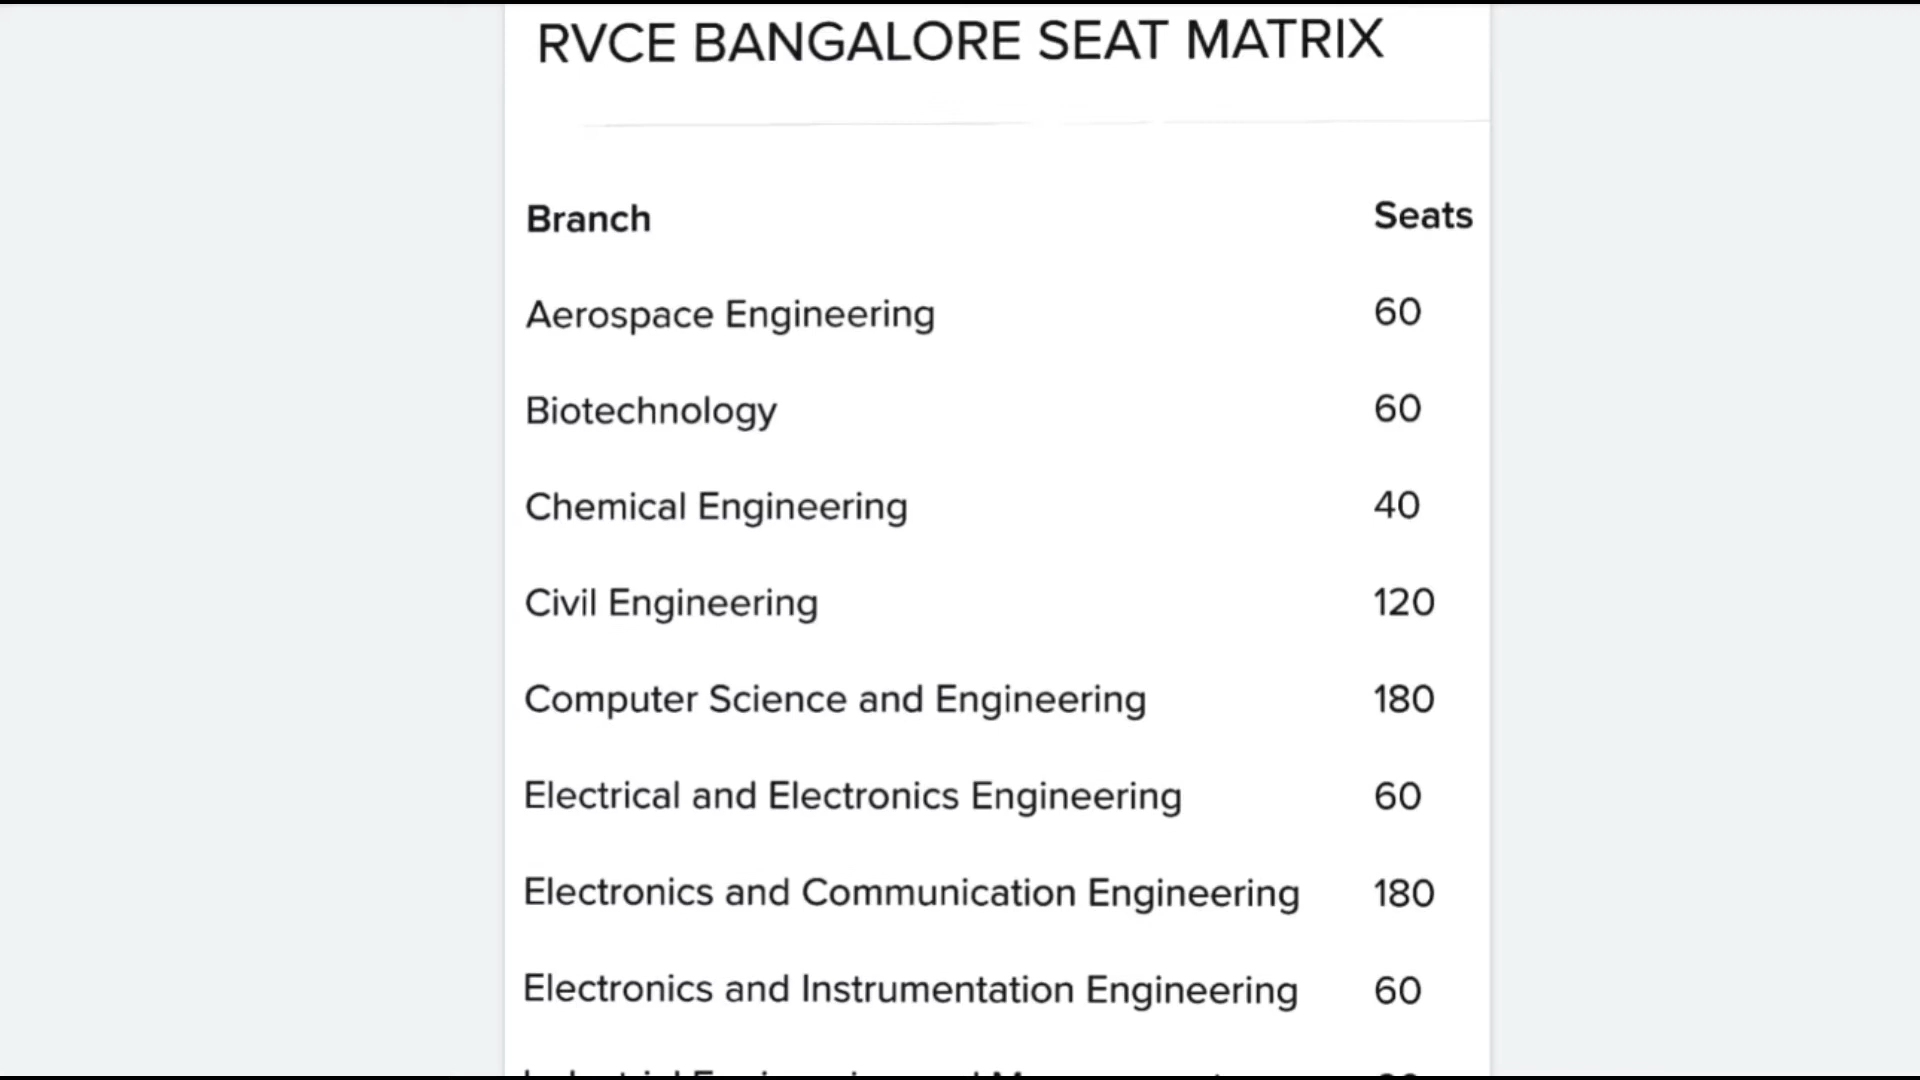 RVCE BANGALORE SEAT MATRIX
Branch Seats
Aerospace Engineering 60
Biotechnology 60
Chemical Engineering 40
Civil Engineering 120
Computer Science and Engineering 180
Electrical and Electronics Engineering 60
Electronics and Communication Engineering 180
Electronics and Instrumentation Engineering 60